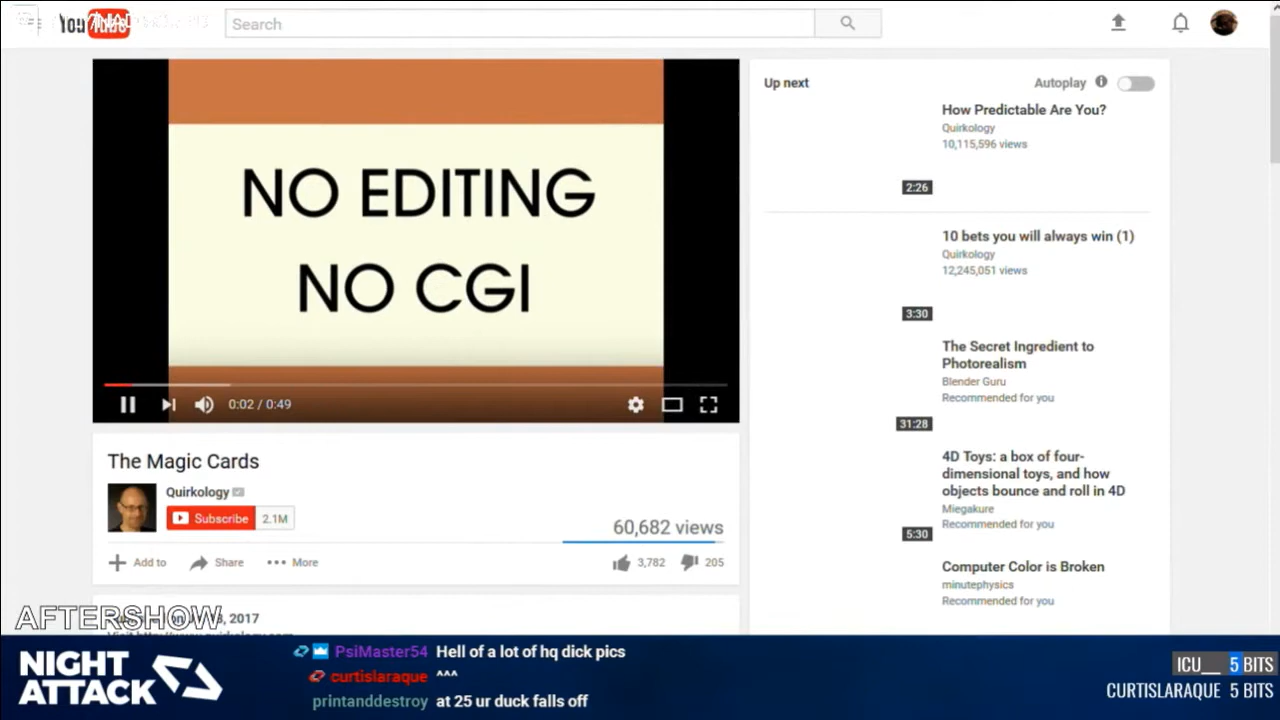 You
Search
NO EDITING
NO CGI
0:02 / 0:49
Up next
Autoplay
How Predictable Are You?
Quirkology
10,115,596 views
2:26
10 bets you will always win (1)
Quirkology
12,245,051 views
3:30
The Secret Ingredient to
Photorealism
Blender Guru
Recommended for you
31:28
4D Toys: a box of four-
dimensional toys, and how
objects bounce and roll in 4D
Miegakure
Recommended for you
5:30
Computer Color is Broken
minutephysics
Recommended for you
The Magic Cards
Quirkology
Subscribe 2.1M
60,682 views
Add to Share More
3,782 205
AFTERSHOW
3, 2017
NIGHT
ATTACK
PsiMaster54 Hell of a lot of hq dick pics
curtislaraque ^^^
printanddestroy at 25 ur duck falls off
ICU__ 5 BITS
CURTISLARAQUE 5 BITS